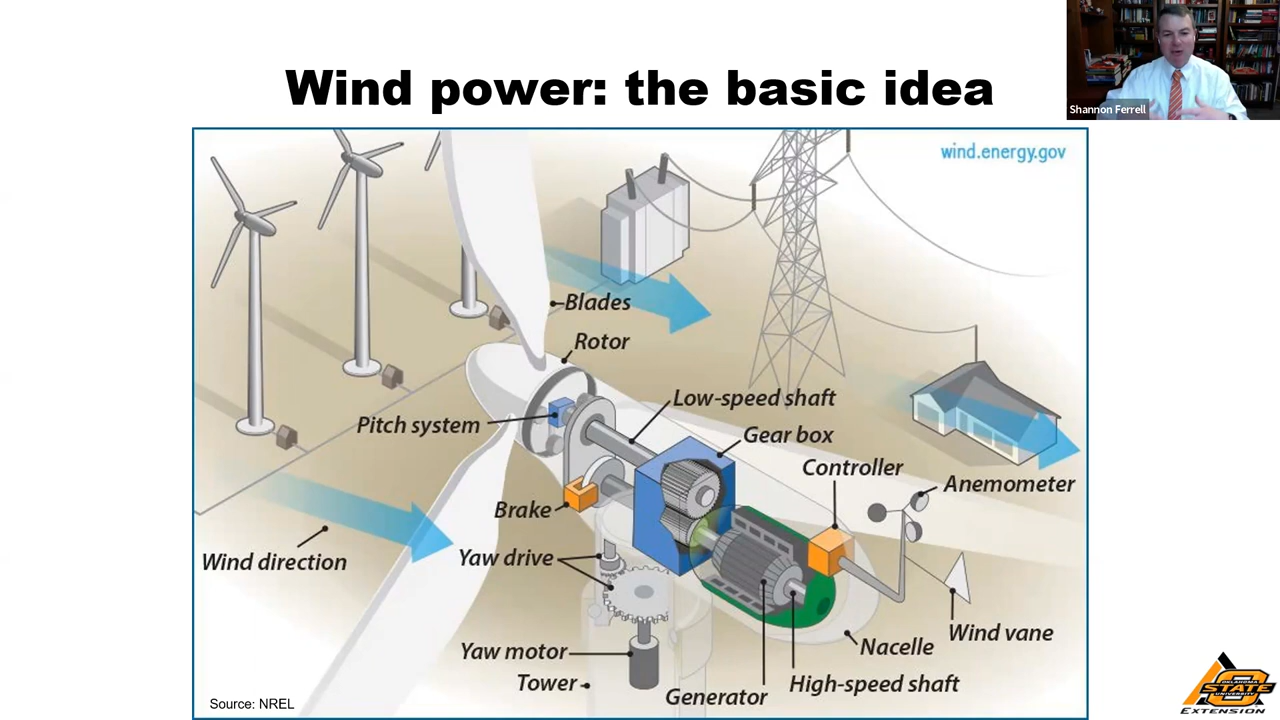 Shannon Ferrell
Wind power: the basic idea
wind.energy.gov
Blades
Rotor
Low-speed shaft
Pitch system
Gear box
Controller
Anemometer
Brake
Wind direction
Yaw drive
Wind vane
Nacelle
Yaw motor
Tower
High-speed shaft
Generator
Source: NREL
OKLAHOMA
STATE
UNIVERSITY
EXTENSION